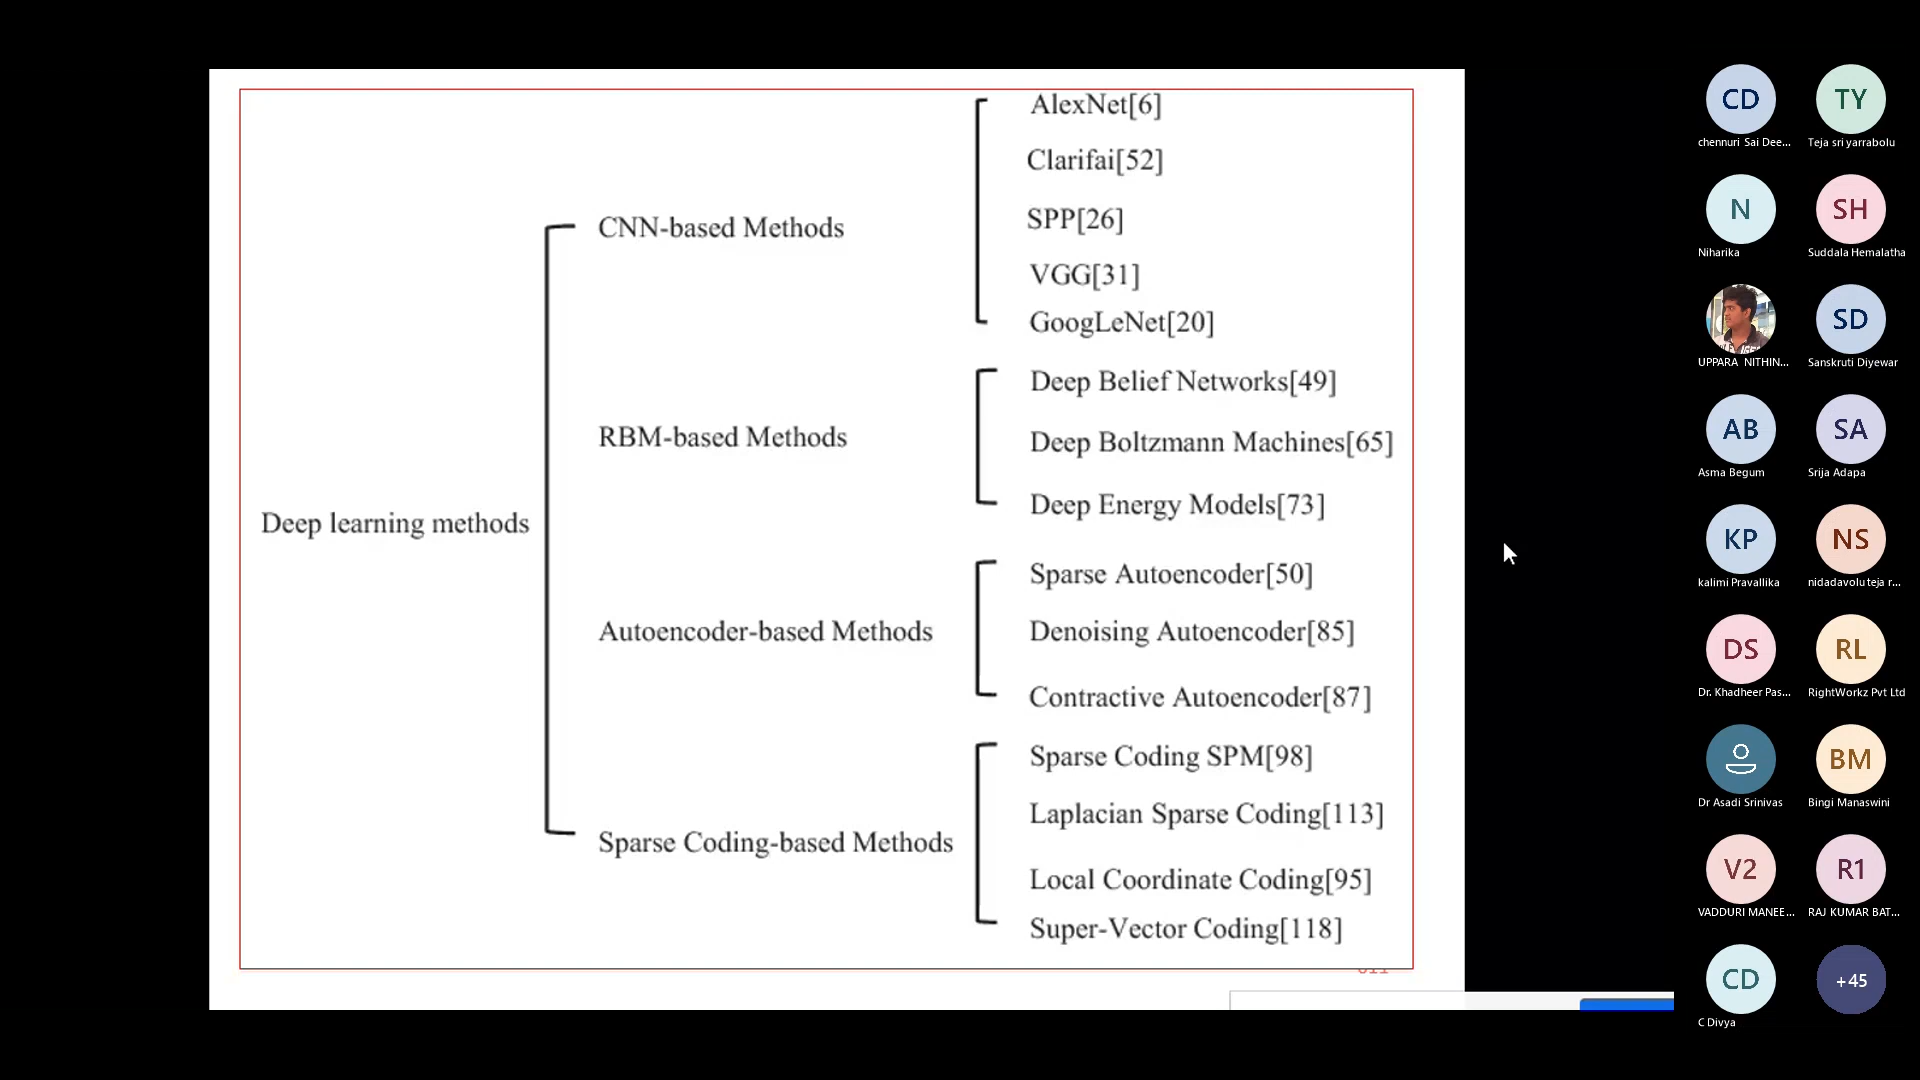 AlexNet[6]
Clarifai[52]
CNN-based Methods
SPP[26]
VGG[31]
GoogLeNet[20]
Deep Belief Networks[49]
RBM-based Methods
Deep Boltzmann Machines[65]
Deep Energy Models[73]
Deep learning methods
Sparse Autoencoder[50]
Autoencoder-based Methods
Denoising Autoencoder[85]
Contractive Autoencoder[87]
Sparse Coding SPM[98]
Laplacian Sparse Coding[113]
Sparse Coding-based Methods
Local Coordinate Coding[95]
Super-Vector Coding[118]
CD
chennuri Sai Dee...
TY
Teja sri yarrabolu
N
Niharika
SH
Suddala Hemalatha
UPPARA NITHIN...
SD
Sanskruti Diyewar
AB
Asma Begum
SA
Srija Adapa
KP
kalimi Pravallika
NS
nidadavolu teja r...
DS
Dr. Khadheer Pas...
RL
RightWorkz Pvt Ltd
Dr Asadi Srinivas
BM
Bingi Manaswini
V2
VADDURI MANEE...
R1
RAJ KUMAR BAT...
CD
C Divya
+45